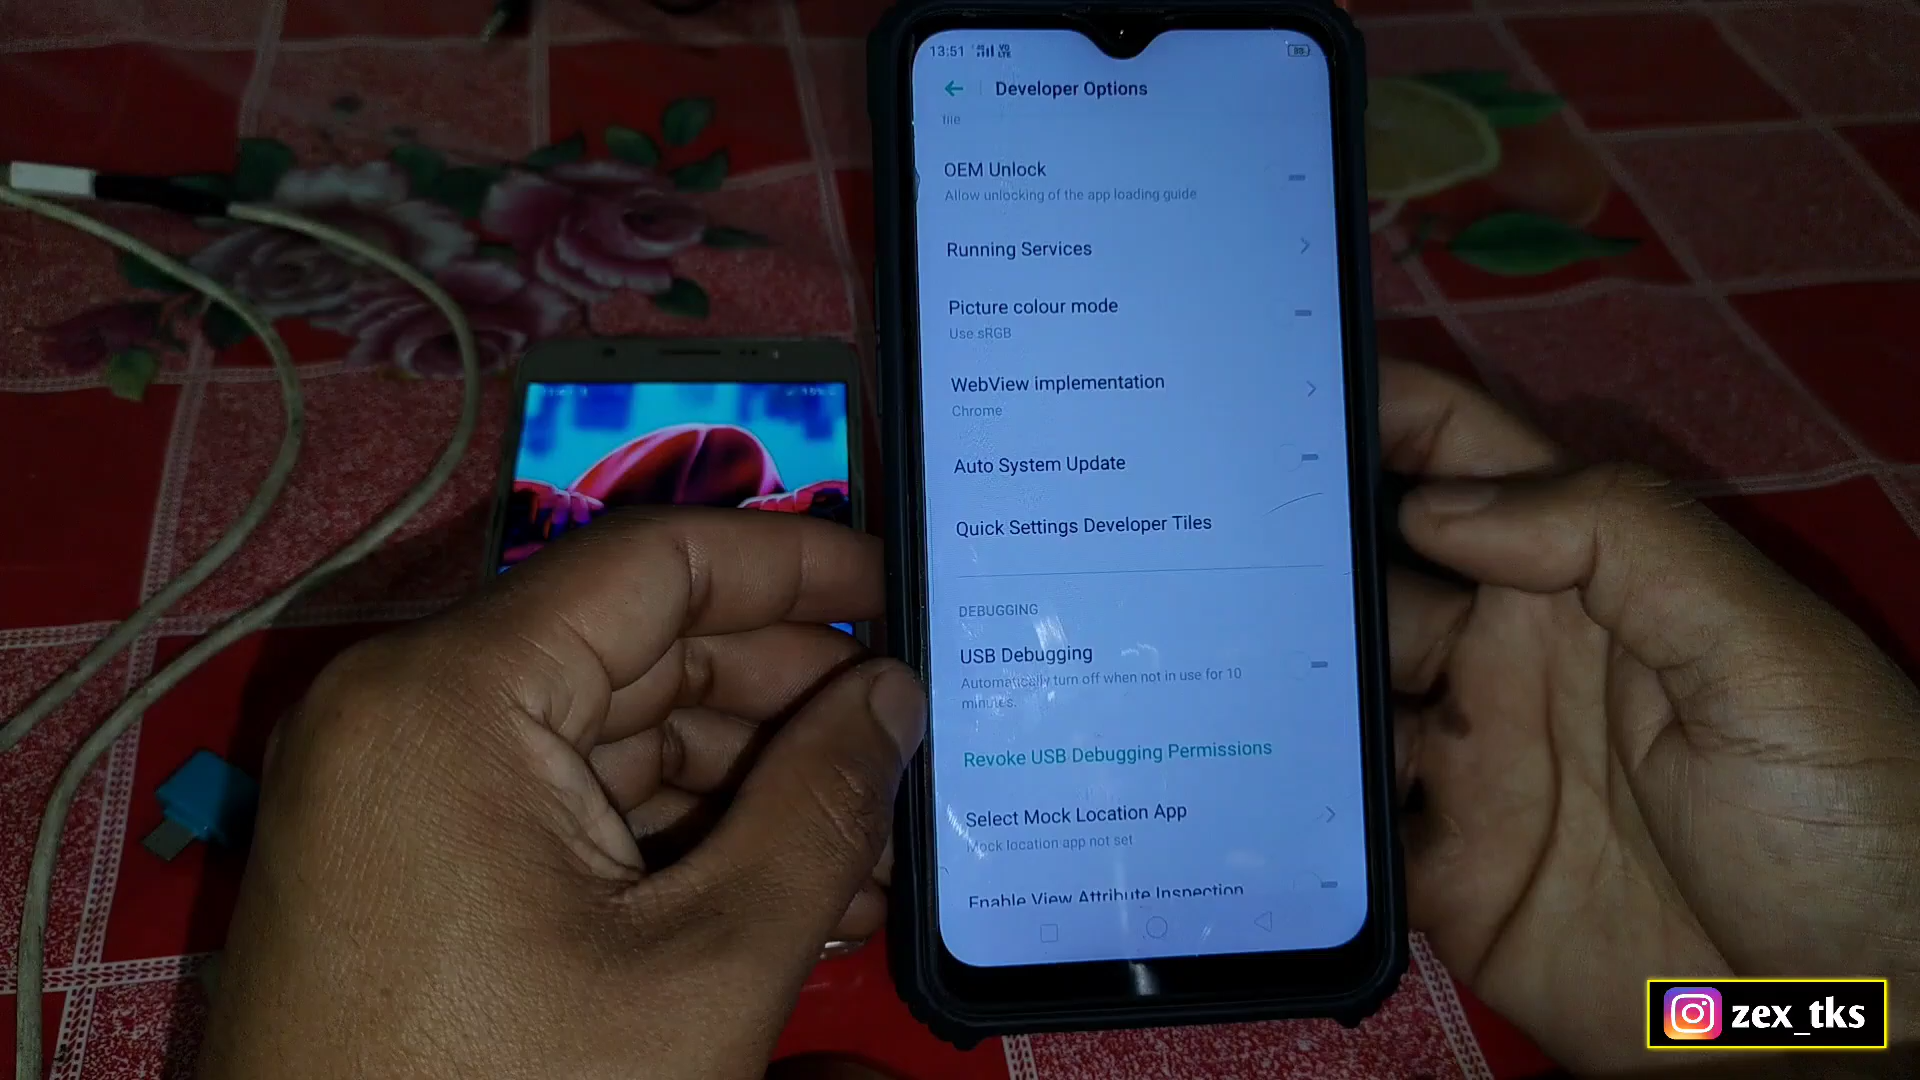 13:51
88
Developer Options
file
OEM Unlock
Allow unlocking of the app loading guide
Running Services
Picture colour mode
Use sRGB
WebView implementation
Chrome
Auto System Update
Quick Settings Developer Tiles
DEBUGGING
USB Debugging
Automatically turn off when not in use for 10
minutes.
Revoke USB Debugging Permissions
Select Mock Location App
Mock location app not set
Enable View Attribute Inspection
zex_tks